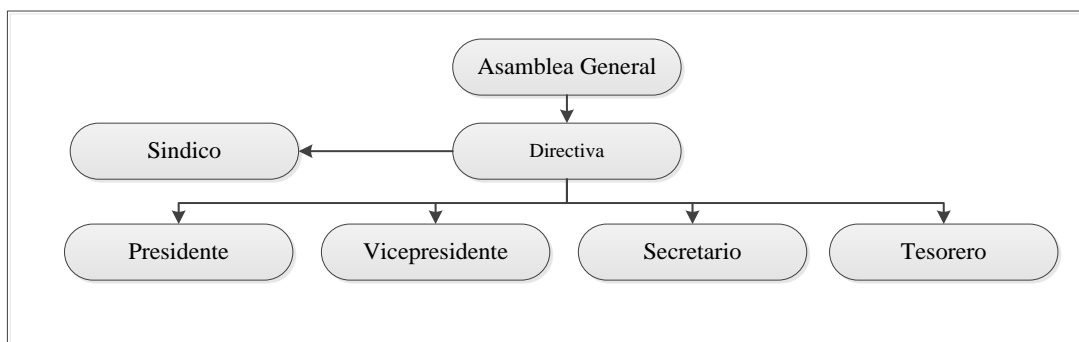 Asamblea General
Sindico
Directiva
Presidente
Vicepresidente
Secretario
Tesorero